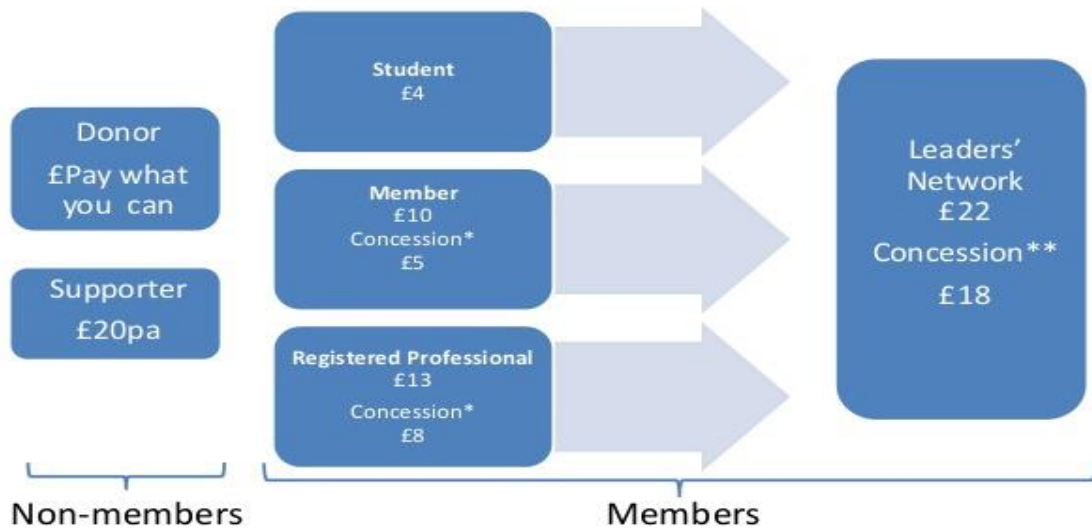 Donor
£Pay what
you can
Supporter
£20pa
Student
£4
Member
£10
Concession*
£5
Registered Professional
£13
Concession*
£8
Leaders’
Network
£22
Concession**
£18
Non-members
Members